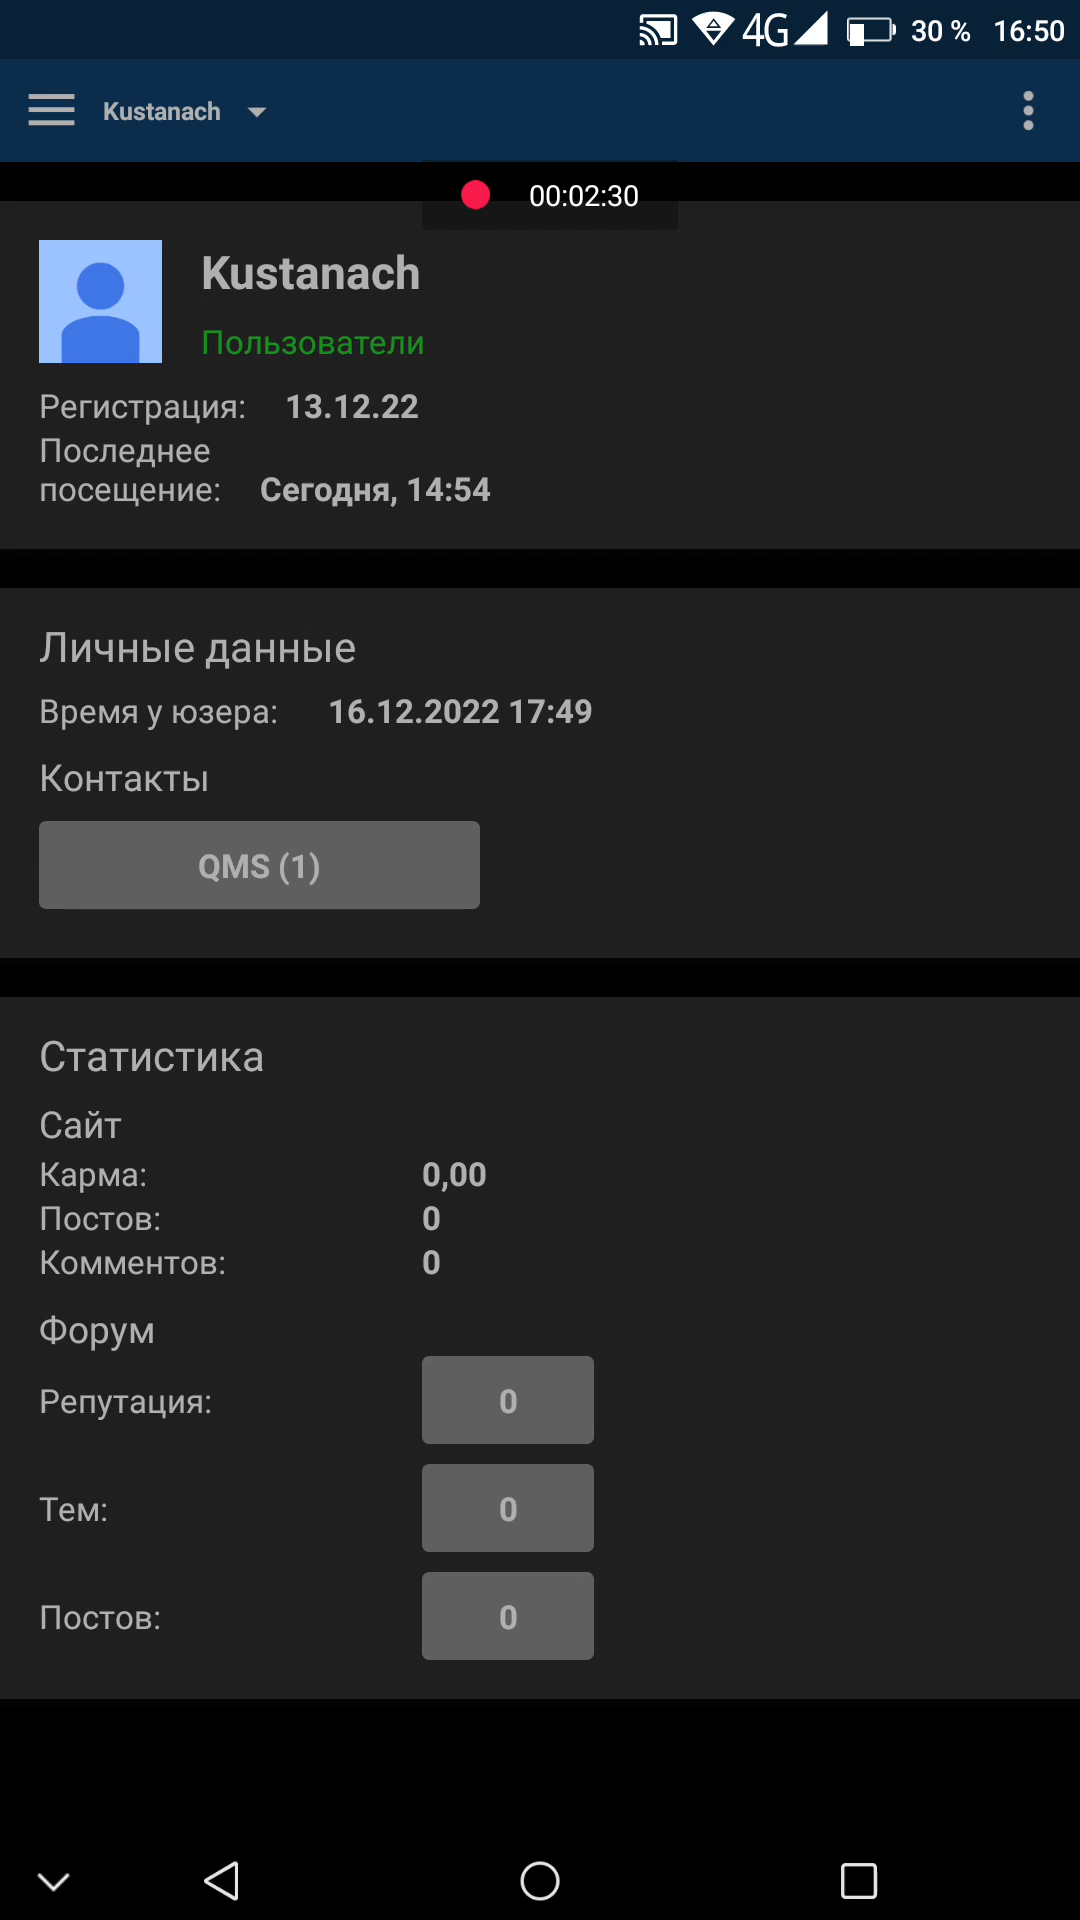 4G 30 % 16:50
Kustanach
00:02:30
Kustanach
Пользователи
Регистрация: 13.12.22
Последнее
посещение: Сегодня, 14:54
Личные данные
Время у юзера: 16.12.2022 17:49
Контакты
QMS (1)
Статистика
Сайт
Карма: 0,00
Постов: 0
Комментов: 0
Форум
Репутация: 0
Тем: 0
Постов: 0